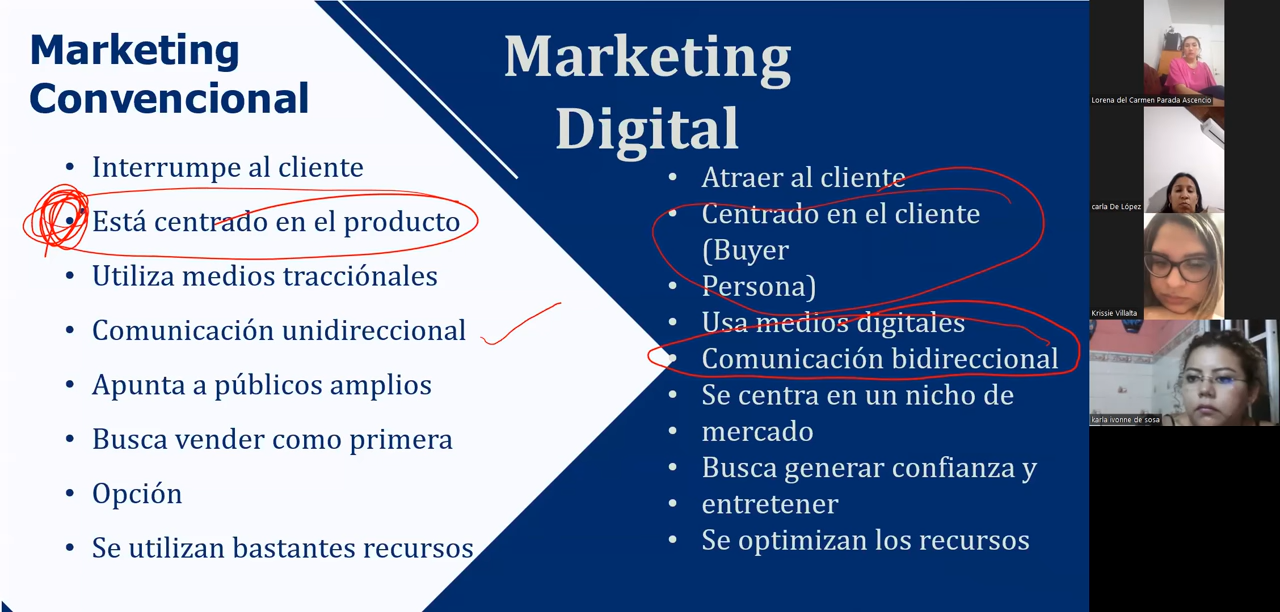 Marketing
Convencional
• Interrumpe al cliente
• Está centrado en el producto
• Utiliza medios tracciónales
• Comunicación unidireccional
• Apunta a públicos amplios
• Busca vender como primera
• Opción
• Se utilizan bastantes recursos
Marketing
Digital
• Atraer al cliente
• Centrado en el cliente
(Buyer
• Persona)
• Usa medios digitales
• Comunicación bidireccional
• Se centra en un nicho de
• mercado
• Busca generar confianza y
• entretener
• Se optimizan los recursos
Lorena del Carmen Parada Ascencio
carla De López
Krissie Villalta
karla ivonne de sosa